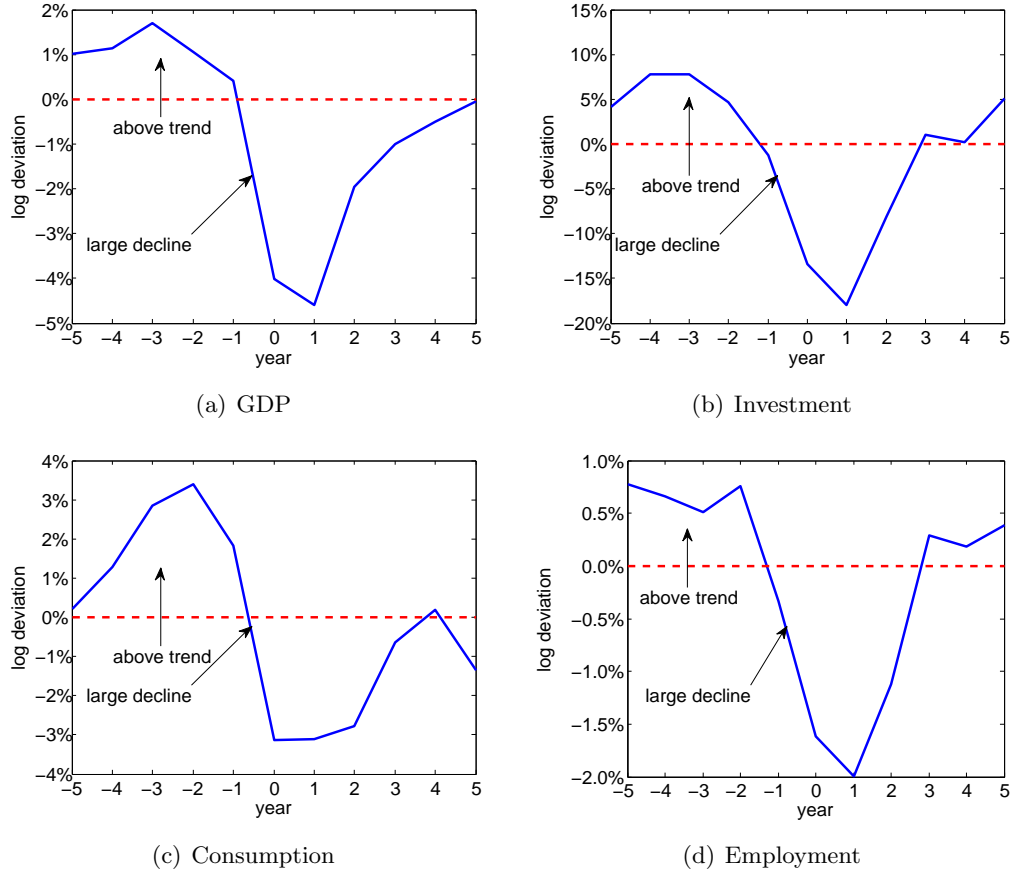 2%
1%
0%
−1%
−2%
−3%
−4%
−5%
log deviation
above trend
large decline
−5 −4 −3 −2 −1 0 1 2 3 4 5
year
(a) GDP
15%
10%
5%
0%
−5%
−10%
−15%
−20%
log deviation
above trend
large decline
−5 −4 −3 −2 −1 0 1 2 3 4 5
year
(b) Investment
4%
3%
2%
1%
0%
−1%
−2%
−3%
−4%
log deviation
above trend
large decline
−5 −4 −3 −2 −1 0 1 2 3 4 5
year
(c) Consumption
1.0%
0.5%
0.0%
−0.5%
−1.0%
−1.5%
−2.0%
log deviation
above trend
large decline
−5 −4 −3 −2 −1 0 1 2 3 4 5
year
(d) Employment